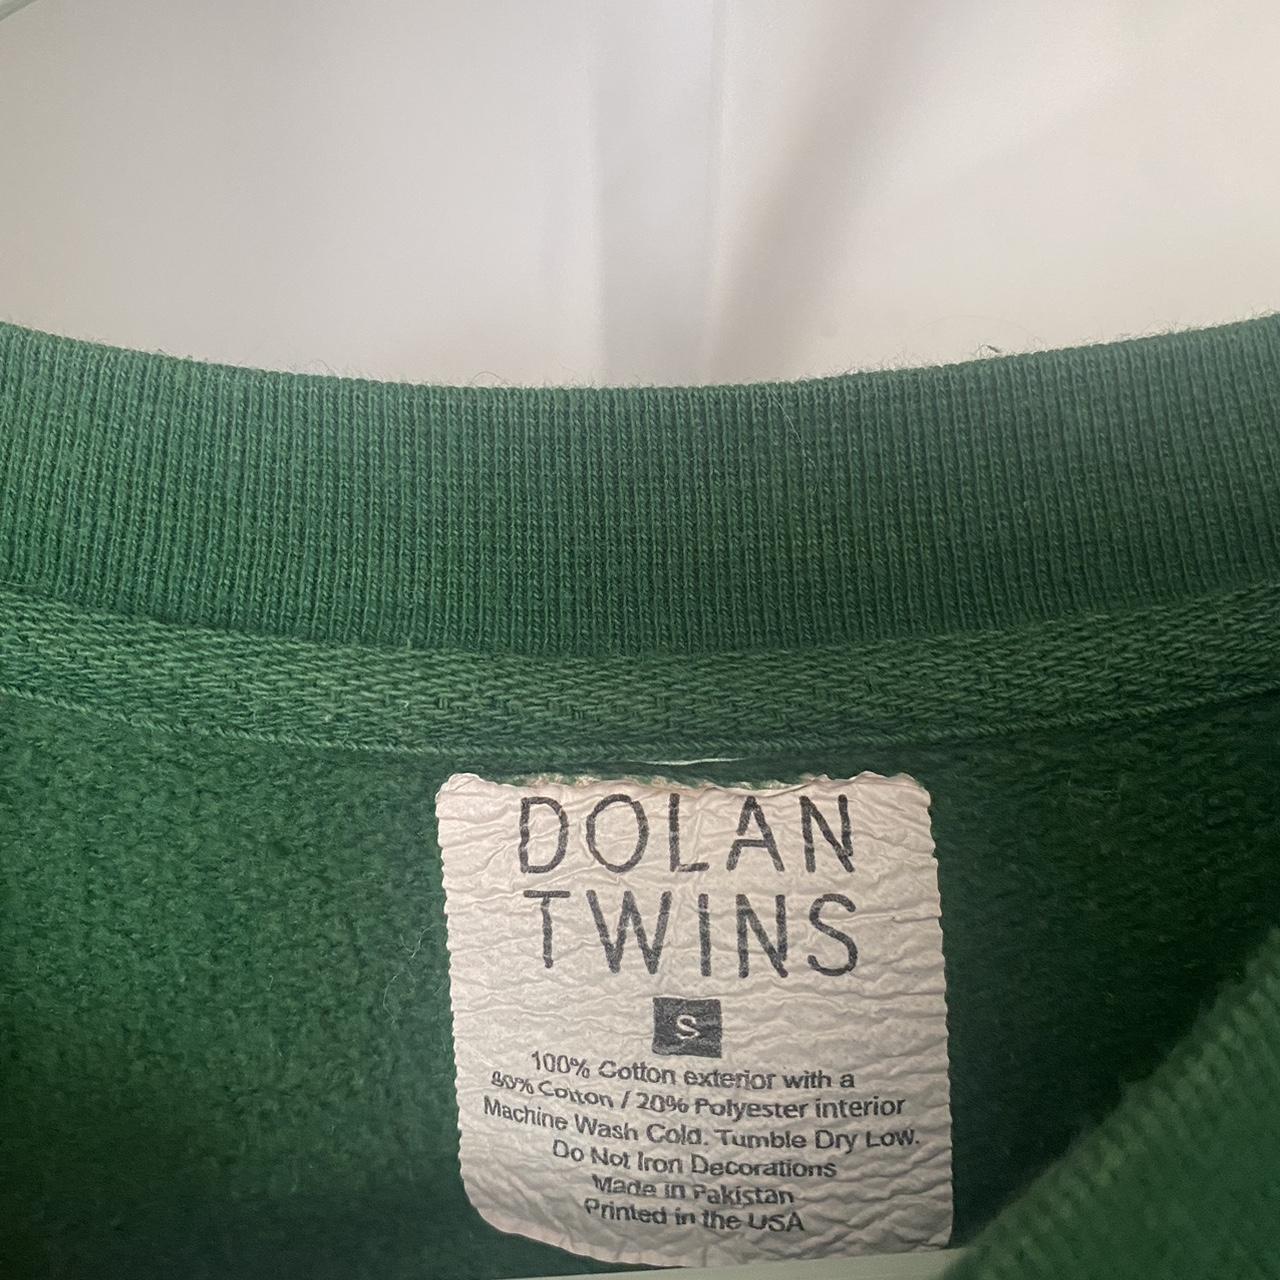 DOLAN
TWINS
S
100% Cotton exterior with a
80% Cotton / 20% Polyester interior
Machine Wash Cold. Tumble Dry Low.
Do Not Iron Decorations
Made in Pakistan
Printed in the USA